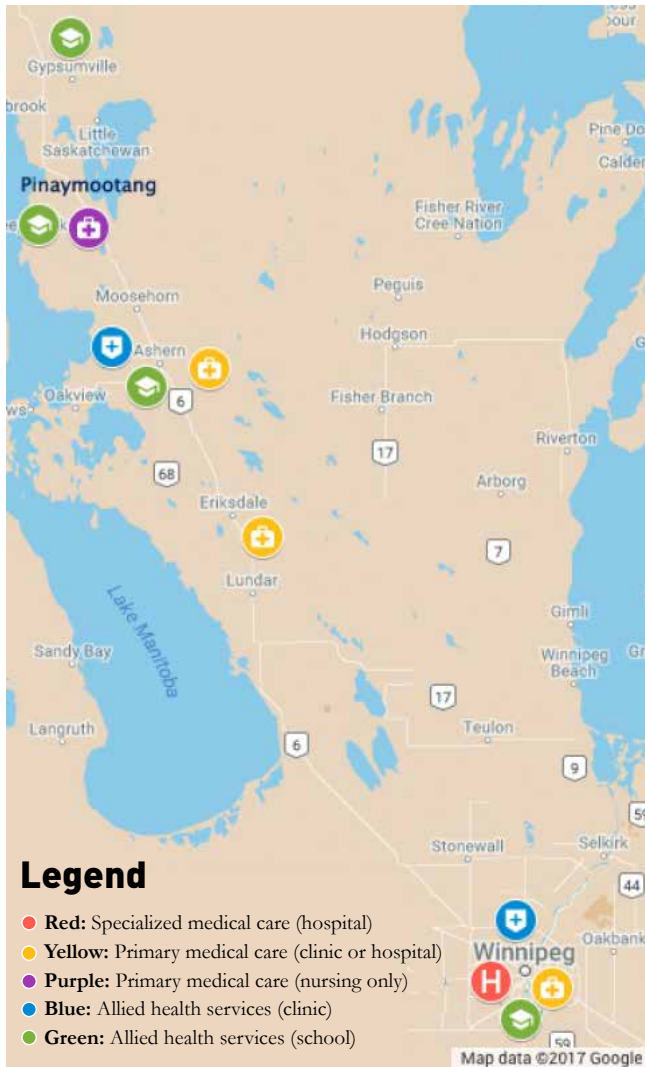 Gypsumville
brook
Little
Saskatchewan
Pine Do
Calder
Pinaymootang
Fisher River
Cree Nation
Moosehorn
Peguis
Ashern
Hodgson
Oakview
6
Fisher Branch
ws
Riverton
17
68
Arborg
Eriksdale
7
Lundar
Lake Manitoba
Gimli
Sandy Bay
Winnipeg
Beach
Gr
17
Langruth
Teulon
6
9
59
Stonewall
Selkirk
Legend
44
Red: Specialized medical care (hospital)
Yellow: Primary medical care (clinic or hospital)
Winnipeg
Oakbank
Purple: Primary medical care (nursing only)
H
Blue: Allied health services (clinic)
Green: Allied health services (school)
59
Map data ©2017 Google